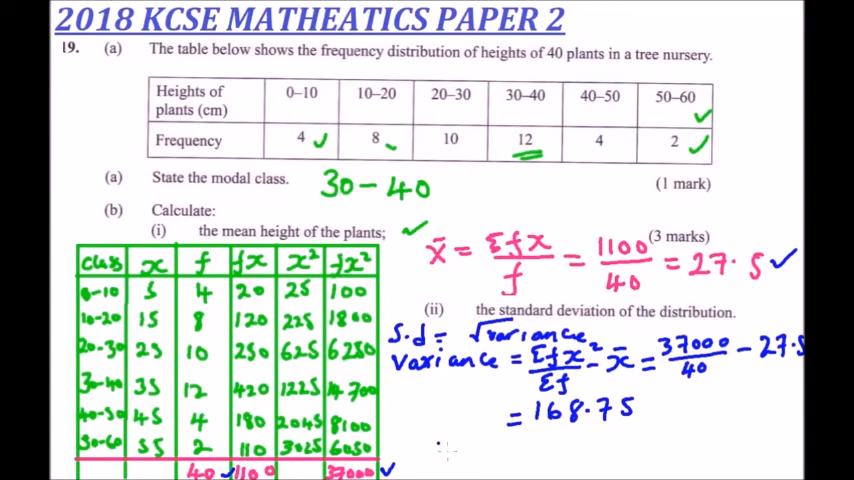 2018 KCSE MATHEATICS PAPER 2
19. (a) The table below shows the frequency distribution of heights of 40 plants in a tree nursery.
Heights of plants (cm) 0–10 10–20 20–30 30–40 40–50 50–60
Frequency 4 8 10 12 4 2
(a) State the modal class. 30 – 40 (1 mark)
(b) Calculate:
(i) the mean height of the plants; (3 marks)
x̄ = Σfx/f = 1100/40 = 27.5
(ii) the standard deviation of the distribution.
S.d = √variance
Variance = Σfx²/Σf - x̄ = 37000/40 - 27.5
= 168.75
class x f fx x² fx²
0-10 5 4 20 25 100
10-20 15 8 120 225 1800
20-30 25 10 250 625 6250
30-40 35 12 420 1225 14700
40-50 45 4 180 2045 8100
50-60 55 2 110 3025 6050
40 1100 37000